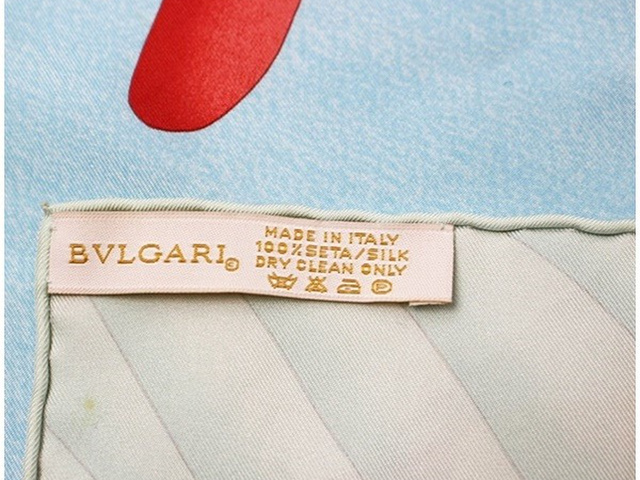 BVLGARI®
MADE IN ITALY
100%SETA/SILK
DRY CLEAN ONLY
P